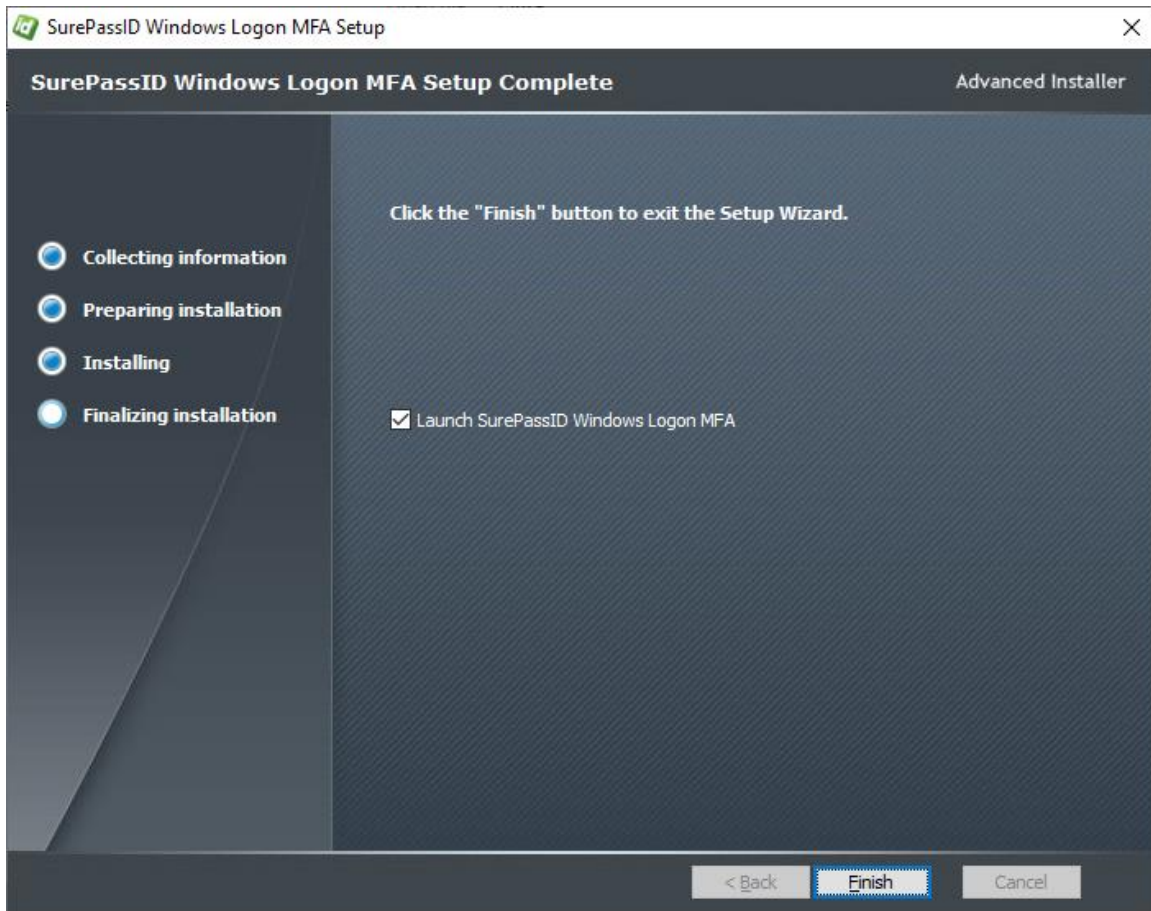 SurePassID Windows Logon MFA Setup
SurePassID Windows Logon MFA Setup Complete
Advanced Installer
Click the "Finish" button to exit the Setup Wizard.
Collecting information
Preparing installation
Installing
Finalizing installation
Launch SurePassID Windows Logon MFA
< Back
Finish
Cancel